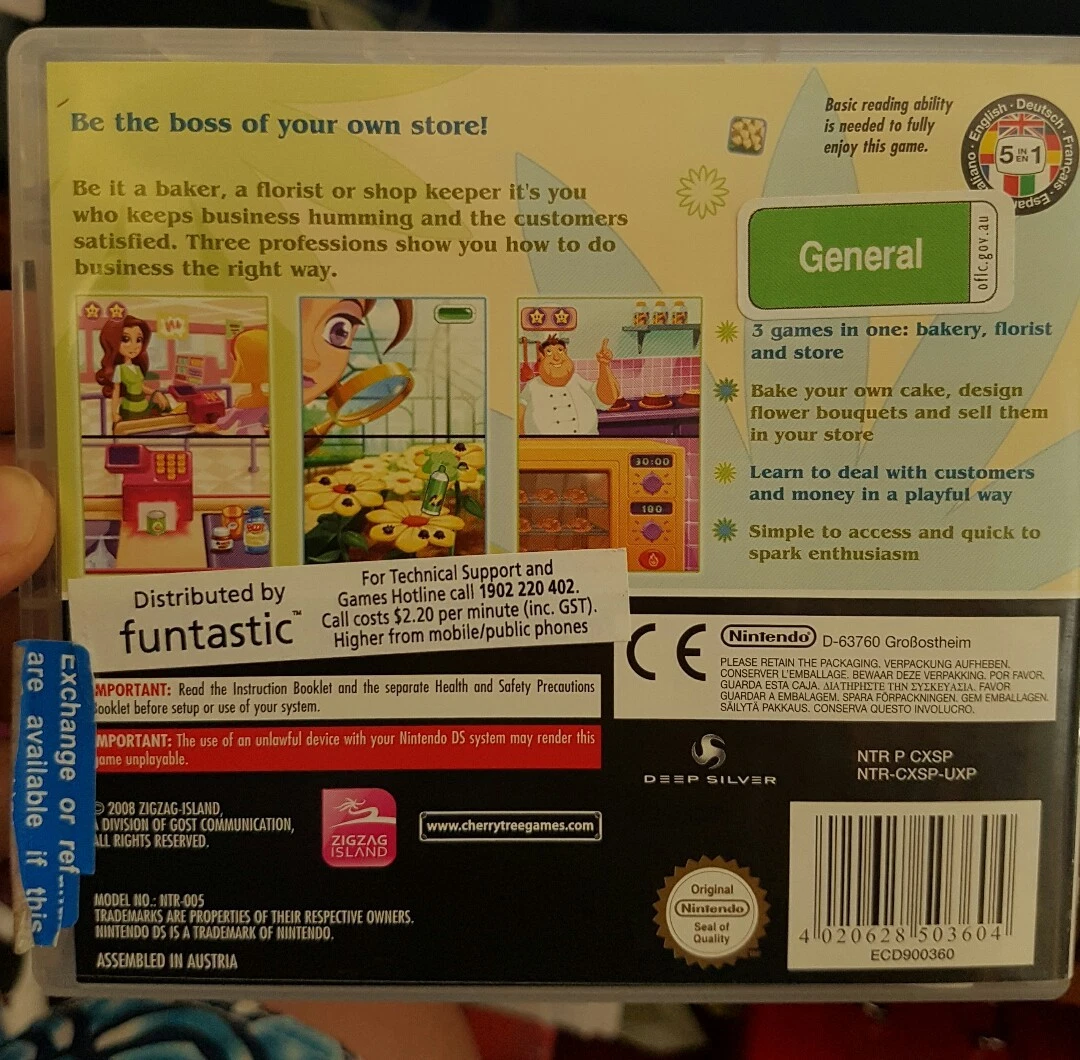 Be the boss of your own store!
Be it a baker, a florist or shop keeper it's you
who keeps business humming and the customers
satisfied. Three professions show you how to do
business the right way.
Basic reading ability
is needed to fully
enjoy this game.
English · Deutsch · Français · Espa
aliano
5 IN EN 1
General
oflc.gov.au
30:00
180
3 games in one: bakery, florist
and store
Bake your own cake, design
flower bouquets and sell them
in your store
Learn to deal with customers
and money in a playful way
Simple to access and quick to
spark enthusiasm
Distributed by
funtastic™
For Technical Support and
Games Hotline call 1902 220 402.
Call costs $2.20 per minute (inc. GST).
Higher from mobile/public phones
Exchange or ref
are available if this
MPORTANT: Read the Instruction Booklet and the separate Health and Safety Precautions
ooklet before setup or use of your system.
MPORTANT: The use of an unlawful device with your Nintendo DS system may render this
ame unplayable.
CE
Nintendo® D-63760 Großostheim
PLEASE RETAIN THE PACKAGING. VERPACKUNG AUFHEBEN.
CONSERVER L'EMBALLAGE. BEWAAR DEZE VERPAKKING. POR FAVOR,
GUARDA ESTA CAJA. ΔΙΑΤΗΡΗΣΤΕ ΤΗΝ ΣΥΣΚΕΥΑΣΙΑ. FAVOR
GUARDAR A EMBALAGEM. SPARA FÖRPACKNINGEN. GEM EMBALLAGEN.
SÄILYTÄ PAKKAUS. CONSERVA QUESTO INVOLUCRO.
DEEP SILVER
NTR P CXSP
NTR-CXSP-UXP
© 2008 ZIGZAG-ISLAND,
A DIVISION OF GOST COMMUNICATION,
ALL RIGHTS RESERVED.
ZIGZAG
ISLAND
www.cherrytreegames.com
MODEL NO.: NTR-005
TRADEMARKS ARE PROPERTIES OF THEIR RESPECTIVE OWNERS.
NINTENDO DS IS A TRADEMARK OF NINTENDO.
ASSEMBLED IN AUSTRIA
Original
Nintendo®
Seal of
Quality
4 020628 503604
ECD900360